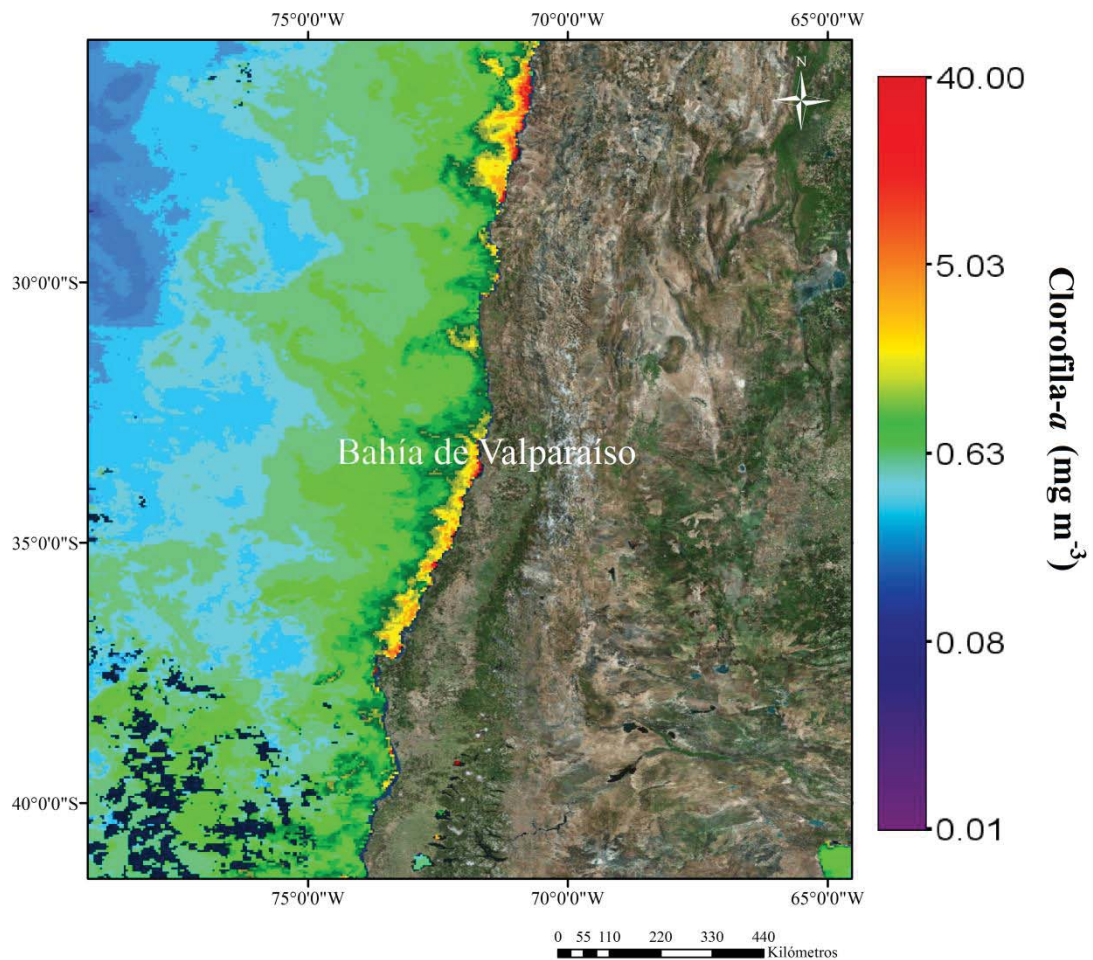 75°0'0"W 70°0'0"W 65°0'0"W
N
40.00
5.03
0.63
0.08
0.01
Clorofila-a (mg m-3)
30°0'0"S
35°0'0"S
40°0'0"S
Bahía de Valparaíso
75°0'0"W 70°0'0"W 65°0'0"W
0 55 110 220 330 440
Kilómetros